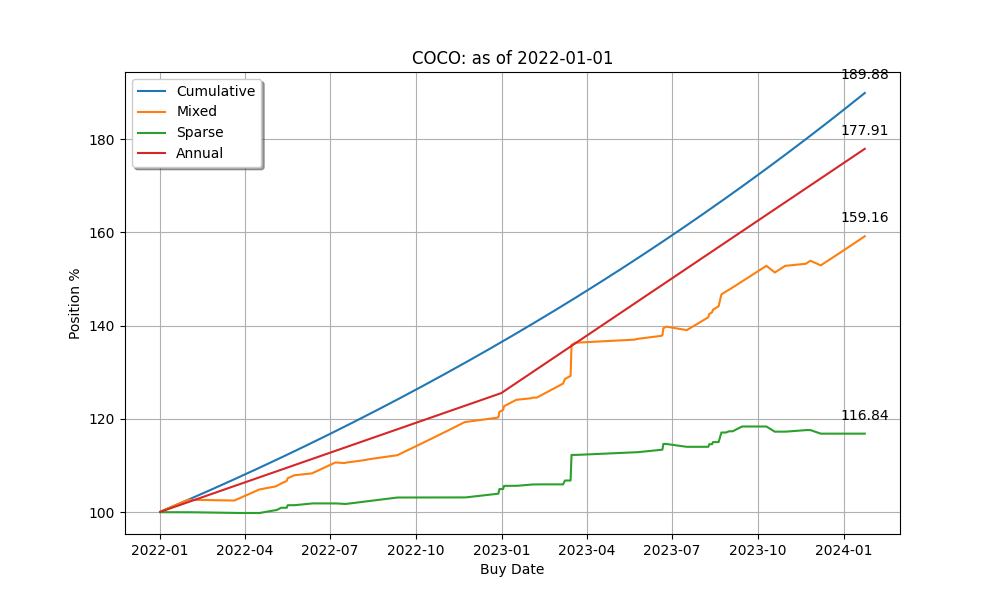 COCO: as of 2022-01-01
Cumulative
Mixed
Sparse
Annual
189.88
177.91
159.16
116.84
180
160
140
120
100
Position %
2022-01
2022-04
2022-07
2022-10
2023-01
2023-04
2023-07
2023-10
2024-01
Buy Date